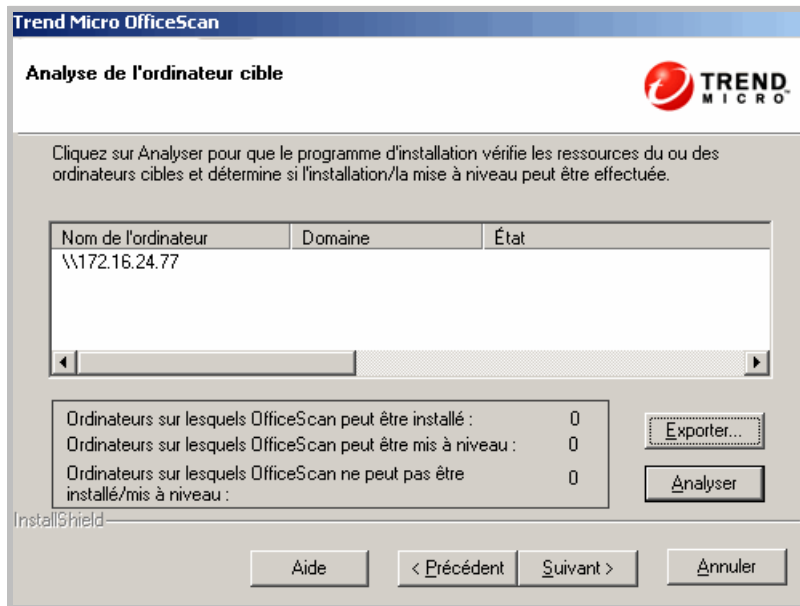 Trend Micro OfficeScan
Analyse de l'ordinateur cible
TREND
MICRO™
Cliquez sur Analyser pour que le programme d'installation vérifie les ressources du ou des
ordinateurs cibles et détermine si l'installation/la mise à niveau peut être effectuée.
Nom de l'ordinateur Domaine État
\\172.16.24.77
Ordinateurs sur lesquels OfficeScan peut être installé : 0
Ordinateurs sur lesquels OfficeScan peut être mis à niveau : 0
Ordinateurs sur lesquels OfficeScan ne peut pas être
installé/mis à niveau : 0
Exporter...
Analyser
InstallShield
Aide < Précédent Suivant > Annuler